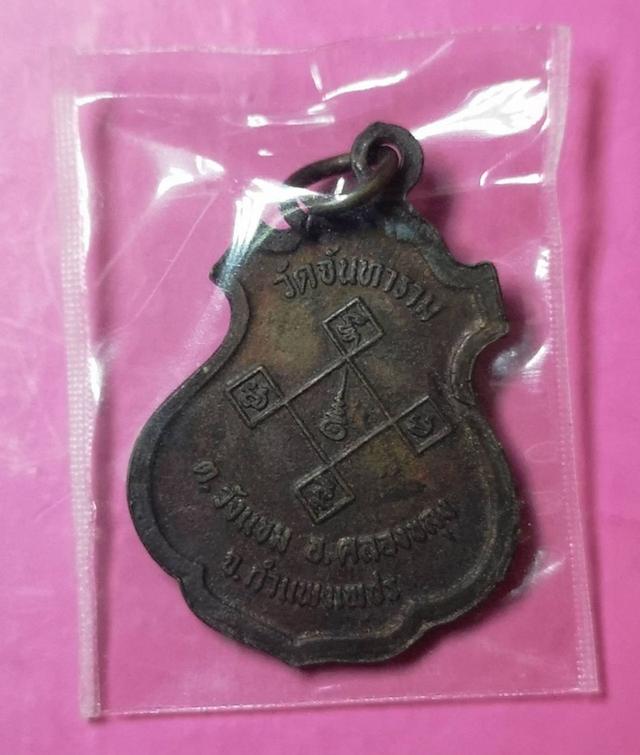 วัดจันทาราม
ต. วังแขม อ. คลองขลุง
จ. กำแพงเพชร